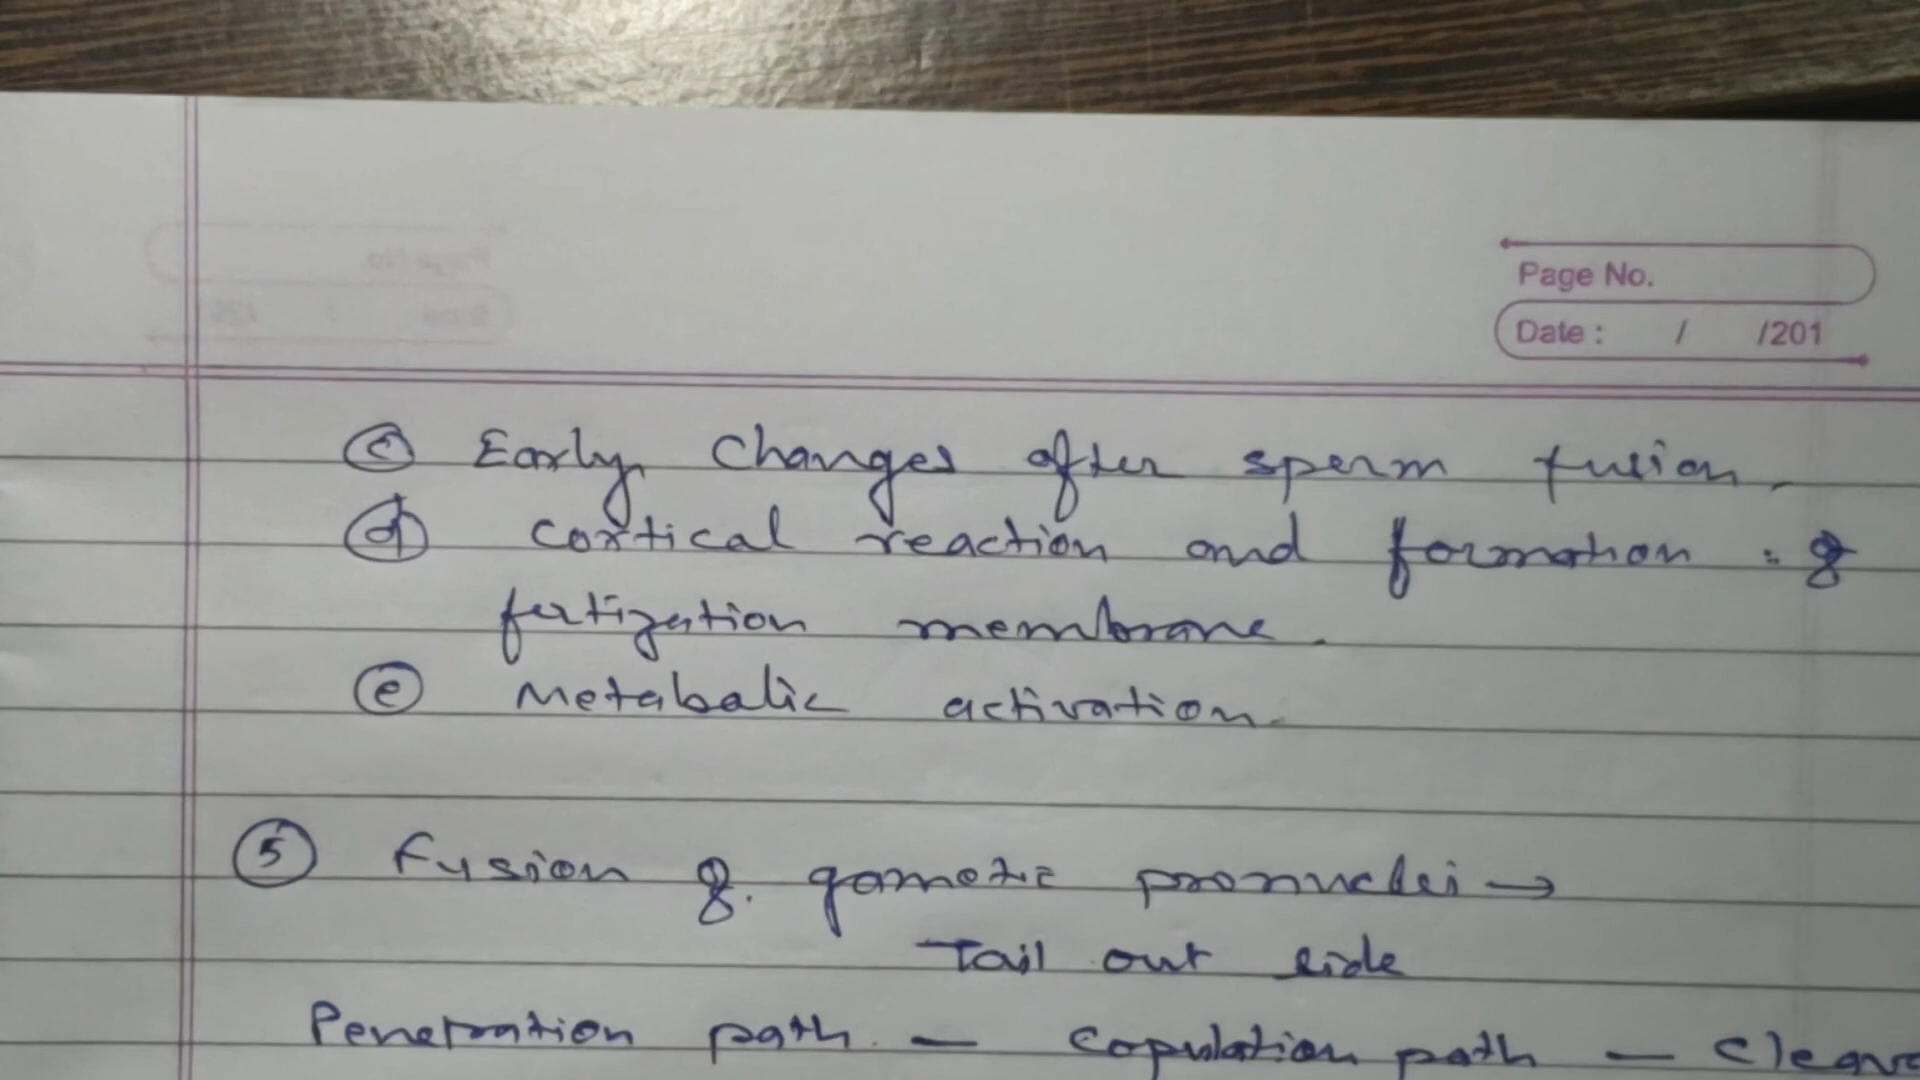 Page No.
Date : / /201
(c) Early changes after sperm fusion.
(d) cortical reaction and formation of
fertization membrane.
(e) Metabolic activation.
(5) Fusion of gametic pronuclei →
Tail out side
Penetration path. — Copulation path — Cleava